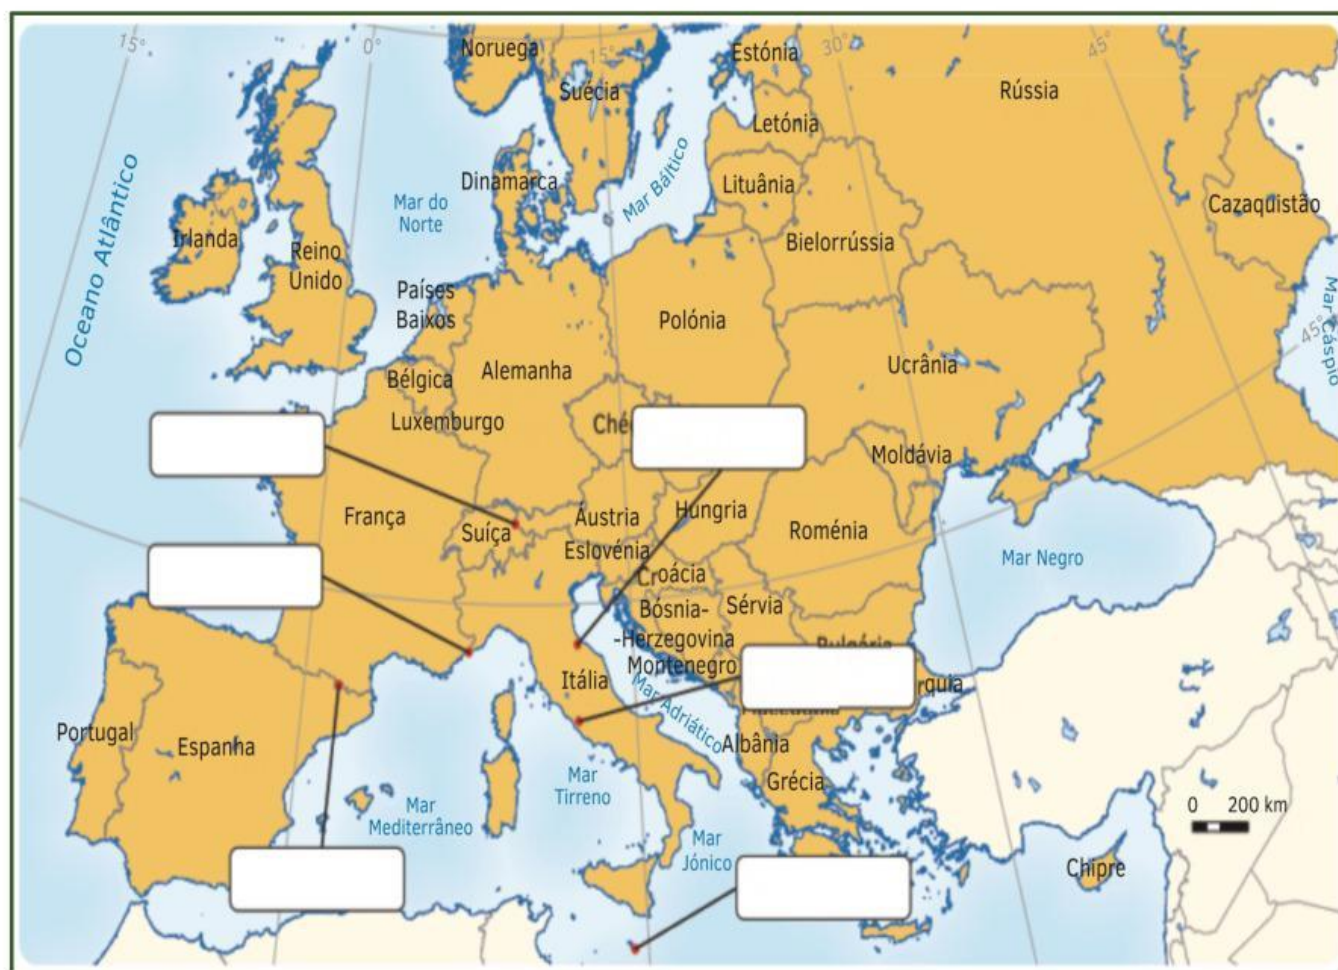 15°
0°
15°
30°
45°
Noruega
Suécia
Estónia
Rússia
Letónia
Mar Báltico
Lituânia
Dinamarca
Mar do
Norte
Oceano Atlântico
Irlanda
Reino
Unido
Bielorrússia
Cazaquistão
Países
Baixos
Polónia
Mar Cáspio
45°
Alemanha
Bélgica
Ucrânia
Luxemburgo
Ché
Moldávia
França
Suíça
Áustria
Hungria
Roménia
Eslovénia
Croácia
Mar Negro
Bósnia-
-Herzegovina
Sérvia
Bulgária
Montenegro
Itália
Mar Adriático
rquia
Portugal
Espanha
Albânia
Grécia
Mar
Tirreno
Mar
Mediterrâneo
Mar
Jónico
0 200 km
Chipre